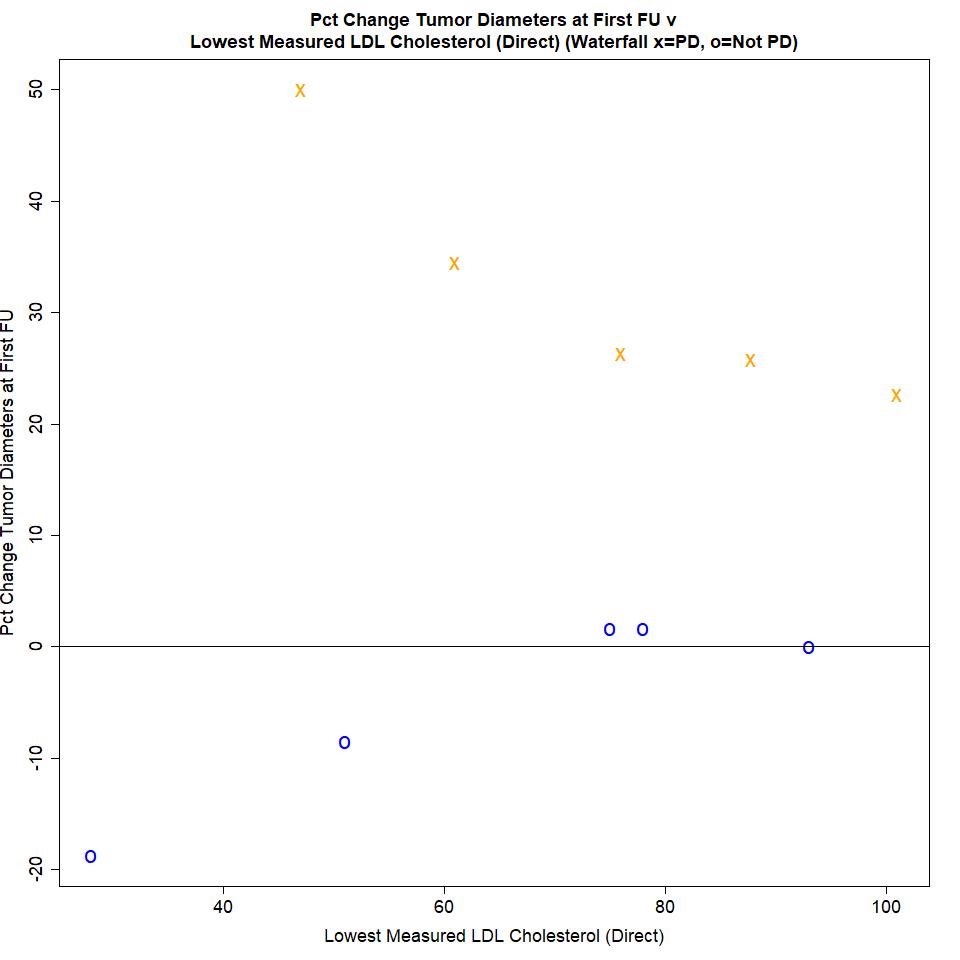 Pct Change Tumor Diameters at First FU v
Lowest Measured LDL Cholesterol (Direct) (Waterfall x=PD, o=Not PD)
Pct Change Tumor Diameters at First FU
50
40
30
20
10
0
-10
-20
X
X
X
X
X
O
O
O
O
O
40
60
80
100
Lowest Measured LDL Cholesterol (Direct)